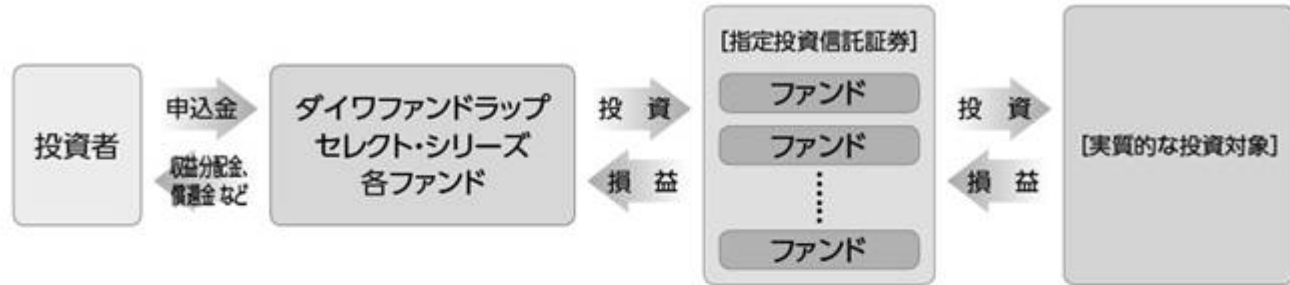 投資者
申込金
収益分配金、
償還金 など
ダイワファンドラップ
セレクト・シリーズ
各ファンド
投 資
損 益
[指定投資信託証券]
ファンド
ファンド
ファンド
投 資
損 益
[実質的な投資対象]